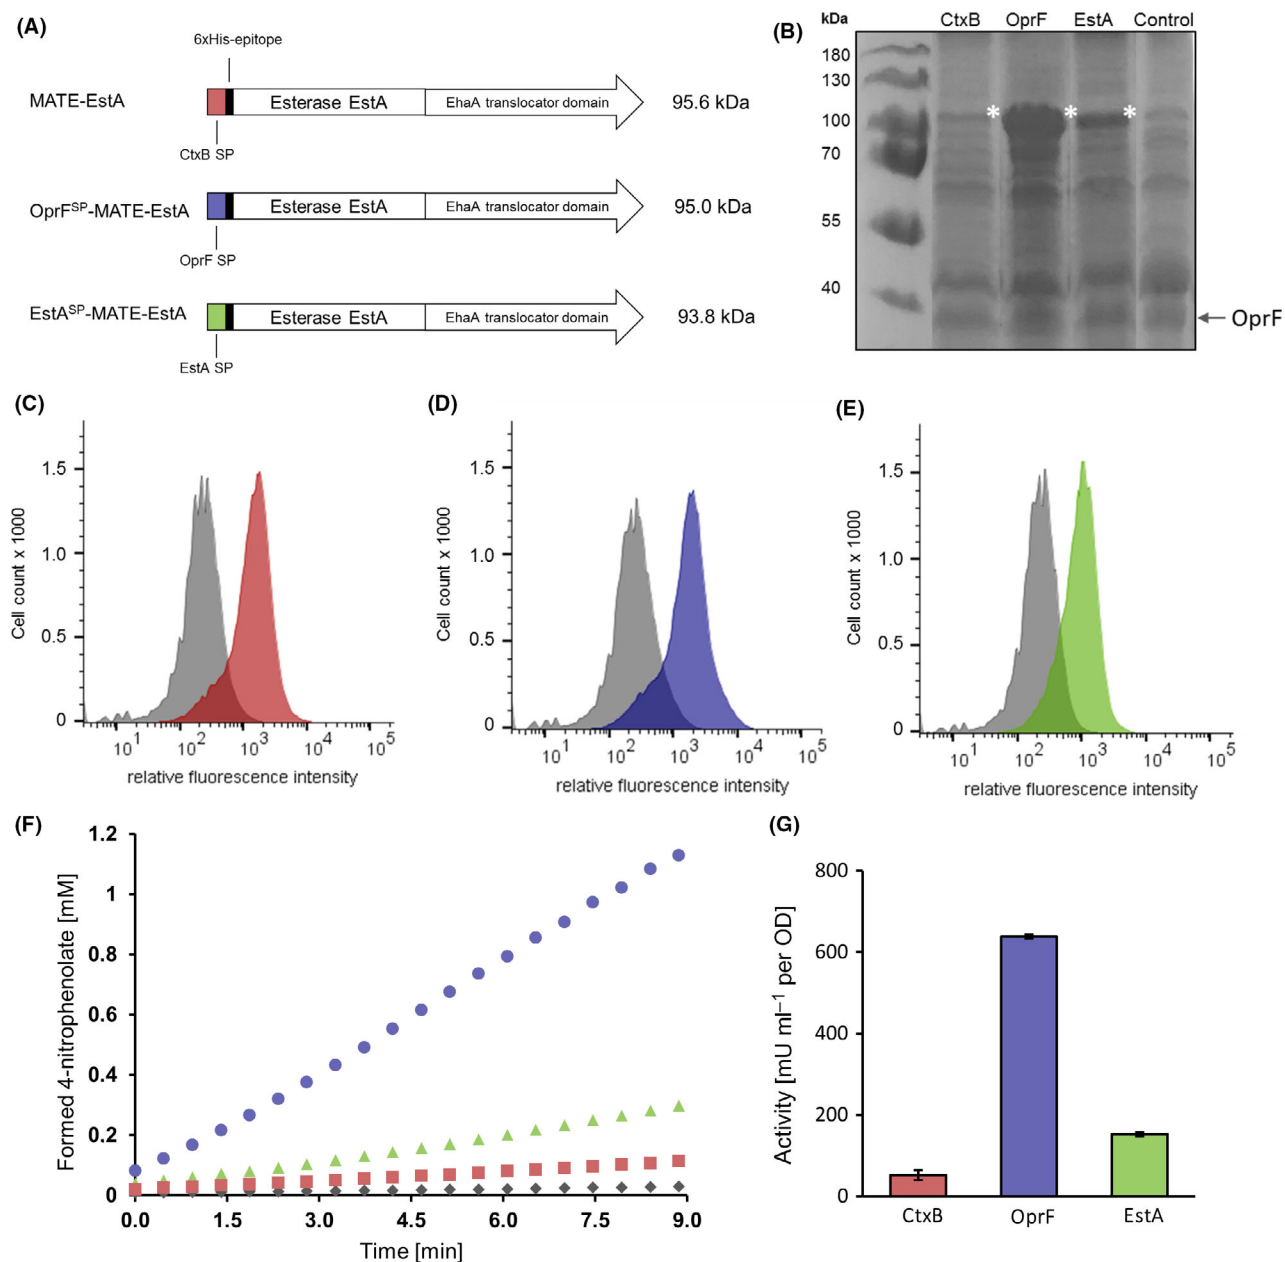 (A)
6xHis-epitope
MATE-EstA
Esterase EstA
EhaA translocator domain
95.6 kDa
CtxB SP
OprFSP-MATE-EstA
Esterase EstA
EhaA translocator domain
95.0 kDa
OprF SP
EstASP-MATE-EstA
Esterase EstA
EhaA translocator domain
93.8 kDa
EstA SP
(B)
kDa
CtxB OprF EstA Control
180
130
100
70
55
40
* * *
OprF
(C)
Cell count x 1000
1.5
1.0
0.5
0
10^1 10^2 10^3 10^4 10^5
relative fluorescence intensity
(D)
Cell count x 1000
1.5
1.0
0.5
0
10^1 10^2 10^3 10^4 10^5
relative fluorescence intensity
(E)
Cell count x 1000
1.5
1.0
0.5
0
10^1 10^2 10^3 10^4 10^5
relative fluorescence intensity
(F)
Formed 4-nitrophenolate [mM]
1.2
1
0.8
0.6
0.4
0.2
0
0.0 1.5 3.0 4.5 6.0 7.5 9.0
Time [min]
(G)
Activity [mU ml⁻¹ per OD]
800
600
400
200
0
CtxB OprF EstA